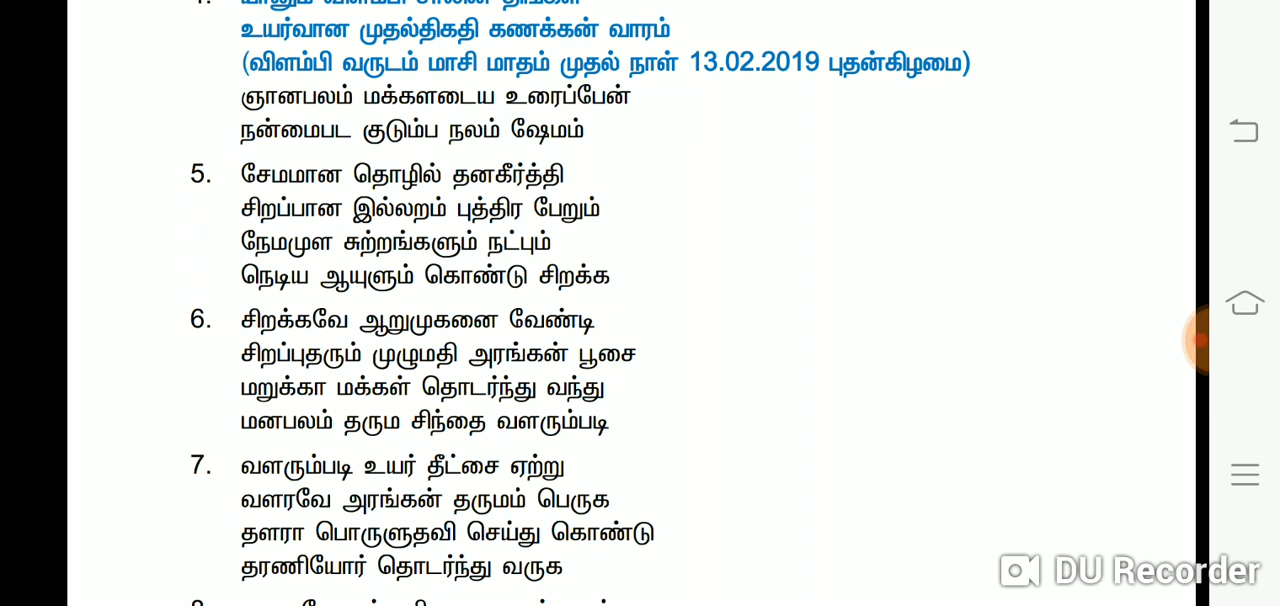 உயர்வான முதல்திகதி கணக்கன் வாரம்
(விளம்பி வருடம் மாசி மாதம் முதல் நாள் 13.02.2019 புதன்கிழமை)
ஞானபலம் மக்களடைய உரைப்பேன்
நன்மைபட குடும்ப நலம் ஷேமம்
5. சேமமான தொழில் தனகீர்த்தி
சிறப்பான இல்லறம் புத்திர பேறும்
நேமமுள சுற்றங்களும் நட்பும்
நெடிய ஆயுளும் கொண்டு சிறக்க
6. சிறக்கவே ஆறுமுகனை வேண்டி
சிறப்புதரும் முழுமதி அரங்கன் பூசை
மறுக்கா மக்கள் தொடர்ந்து வந்து
மனபலம் தரும சிந்தை வளரும்படி
7. வளரும்படி உயர் தீட்சை ஏற்று
வளரவே அரங்கன் தருமம் பெருக
தளரா பொருளுதவி செய்து கொண்டு
தரணியோர் தொடர்ந்து வருக
DU Recorder